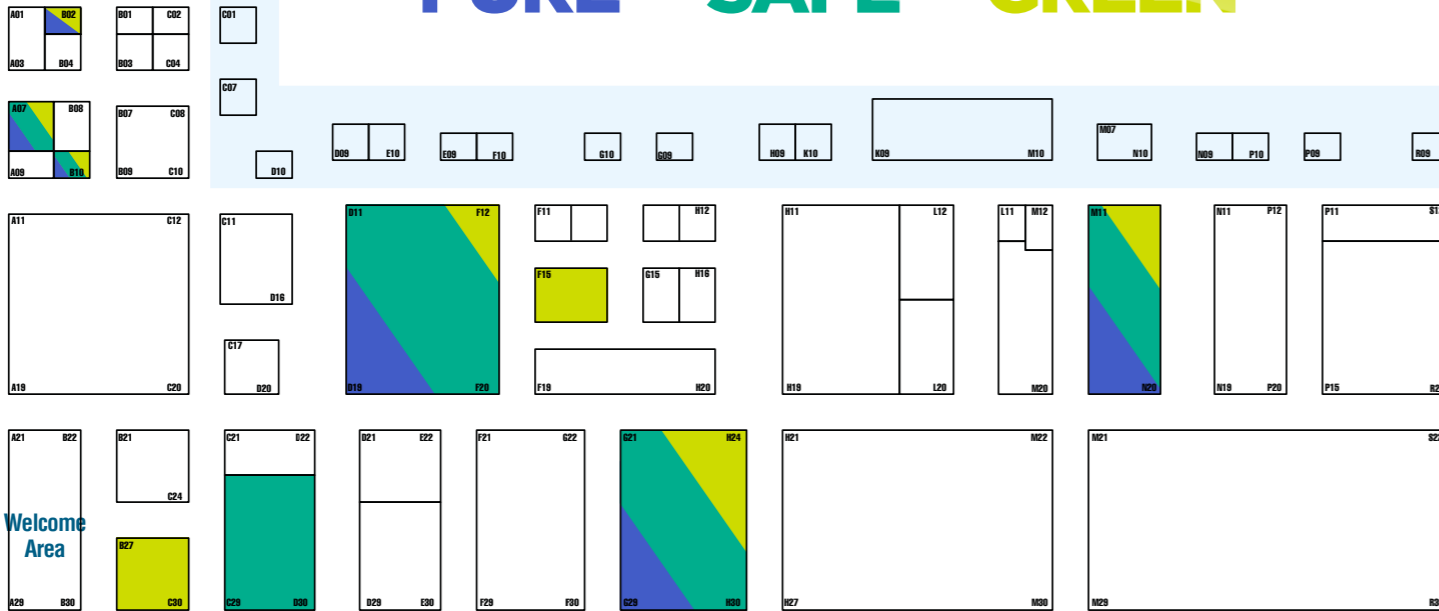 PURE SAFE GREEN
A01 B02 B01 C02 C01
A03 B04 B03 C04
C07
A07 B08 B07 C08
D09 E10 E09 F10 G10 G09 H09 K10 K09 M10 M07 N10 N09 P10 P09 R09
A09 B10 B09 C10 D10
A11 C12 C11 D11 F12 F11 H12 H11 L12 L11 M12 M11 N11 P12 P11
F15 G15 H16
D16
C17
A19 C20 D20 D19 F20 F19 H20 H19 L20 M20 N20 N19 P20 P15
A21 B22 B21 C21 D22 D21 E22 F21 G22 G21 H24 H21 M22 M21
C24
Welcome
Area
B27
A29 B30 C30 C29 D30 D29 E30 F29 F30 G29 H30 H27 M30 M29